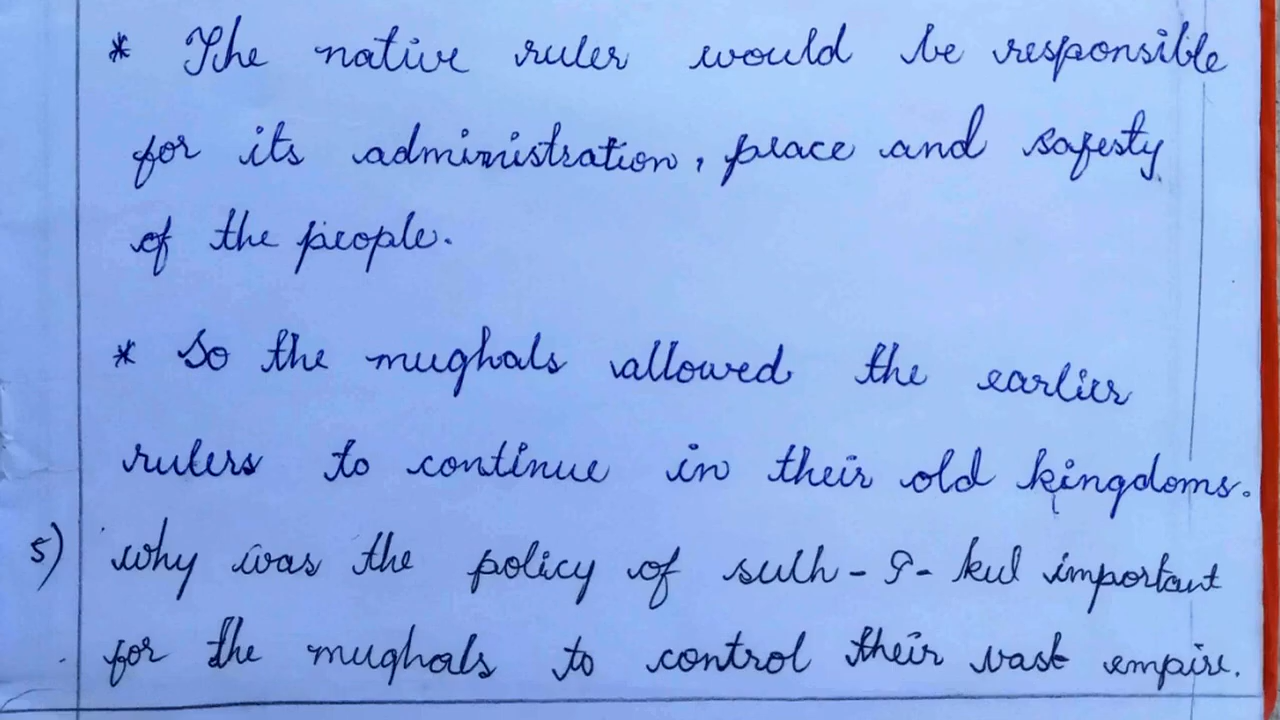 * The native ruler would be responsible
for its administration, peace and safesty
of the people.
* So the mughals allowed the earlier
rulers to continue in their old kingdoms.
5) why was the policy of sulh-i-kul important
for the mughals to control their vast empire.